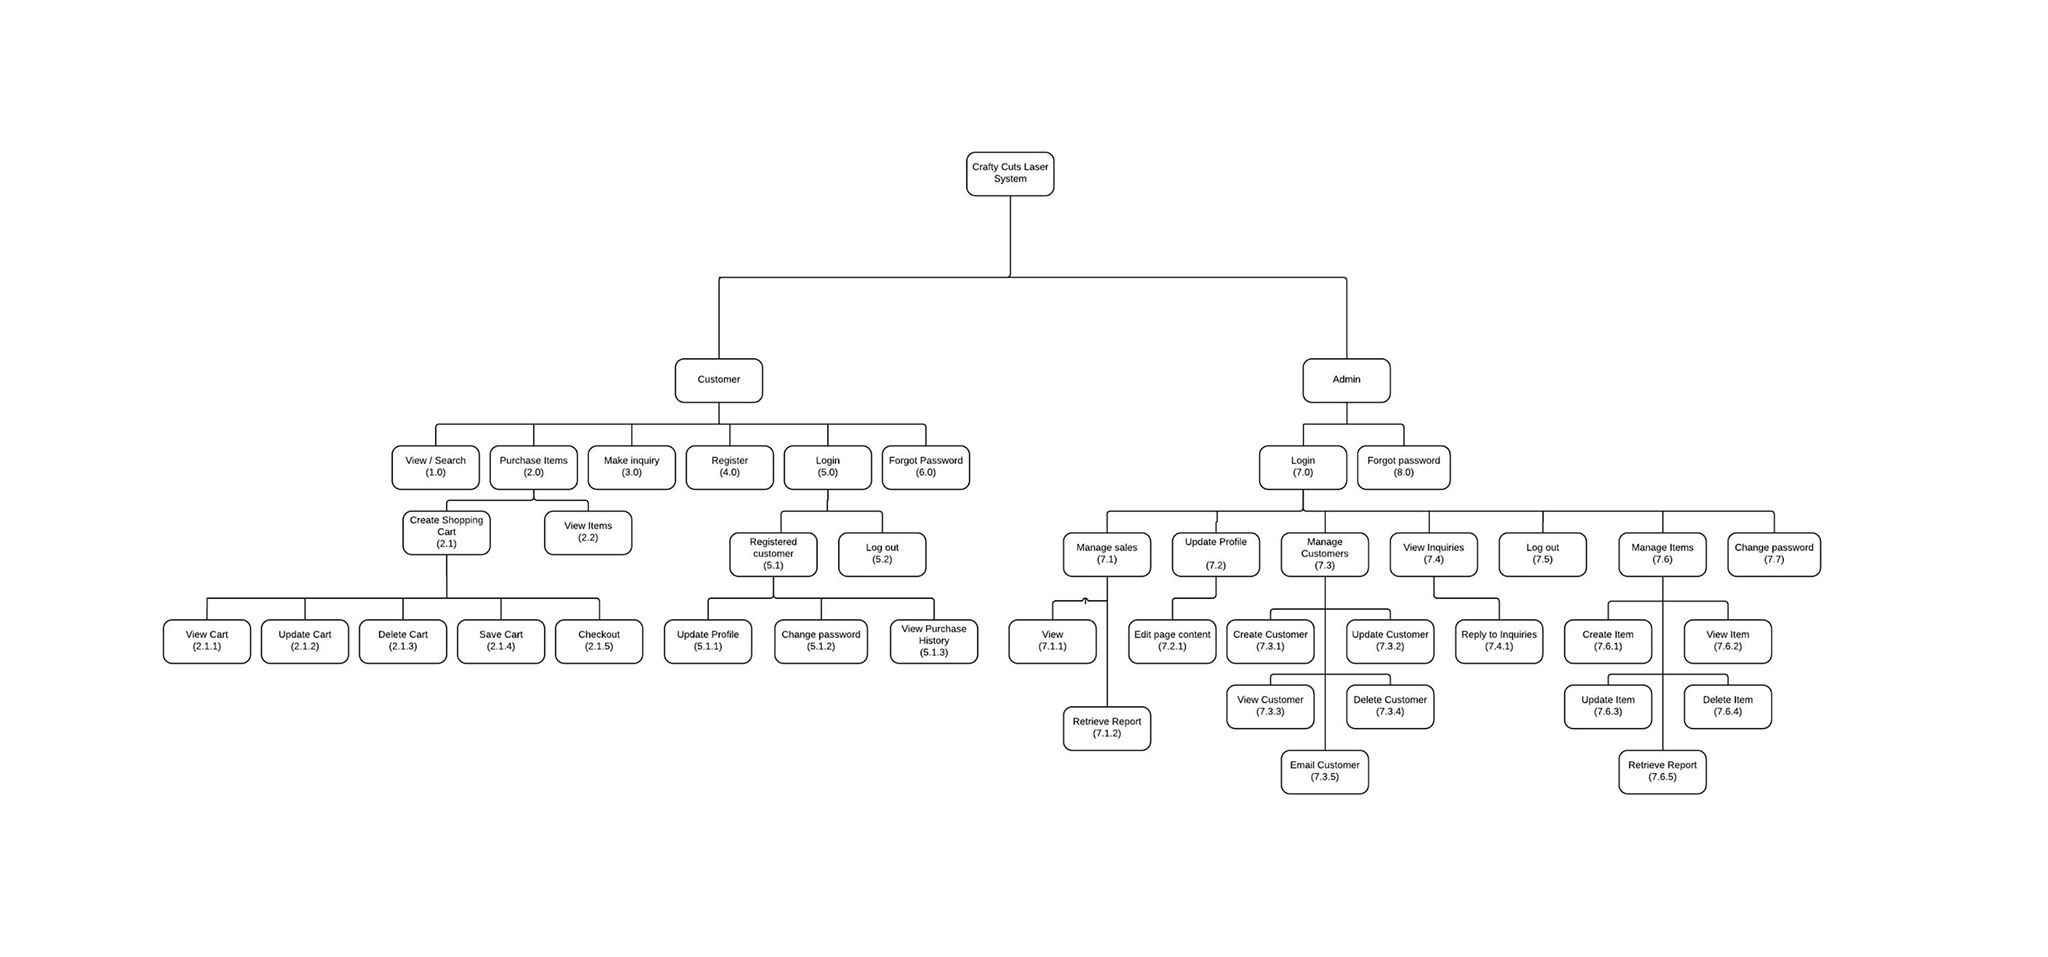 Crafty Cuts Laser
System
Customer
Admin
View / Search
(1.0)
Purchase Items
(2.0)
Make inquiry
(3.0)
Register
(4.0)
Login
(5.0)
Forgot Password
(6.0)
Login
(7.0)
Forgot password
(8.0)
Create Shopping
Cart
(2.1)
View Items
(2.2)
Registered
customer
(5.1)
Log out
(5.2)
Manage sales
(7.1)
Update Profile
(7.2)
Manage
Customers
(7.3)
View Inquiries
(7.4)
Log out
(7.5)
Manage Items
(7.6)
Change password
(7.7)
View Cart
(2.1.1)
Update Cart
(2.1.2)
Delete Cart
(2.1.3)
Save Cart
(2.1.4)
Checkout
(2.1.5)
Update Profile
(5.1.1)
Change password
(5.1.2)
View Purchase
History
(5.1.3)
View
(7.1.1)
Edit page content
(7.2.1)
Create Customer
(7.3.1)
Update Customer
(7.3.2)
Reply to Inquiries
(7.4.1)
Create Item
(7.6.1)
View Item
(7.6.2)
View Customer
(7.3.3)
Delete Customer
(7.3.4)
Update Item
(7.6.3)
Delete Item
(7.6.4)
Retrieve Report
(7.1.2)
Email Customer
(7.3.5)
Retrieve Report
(7.6.5)